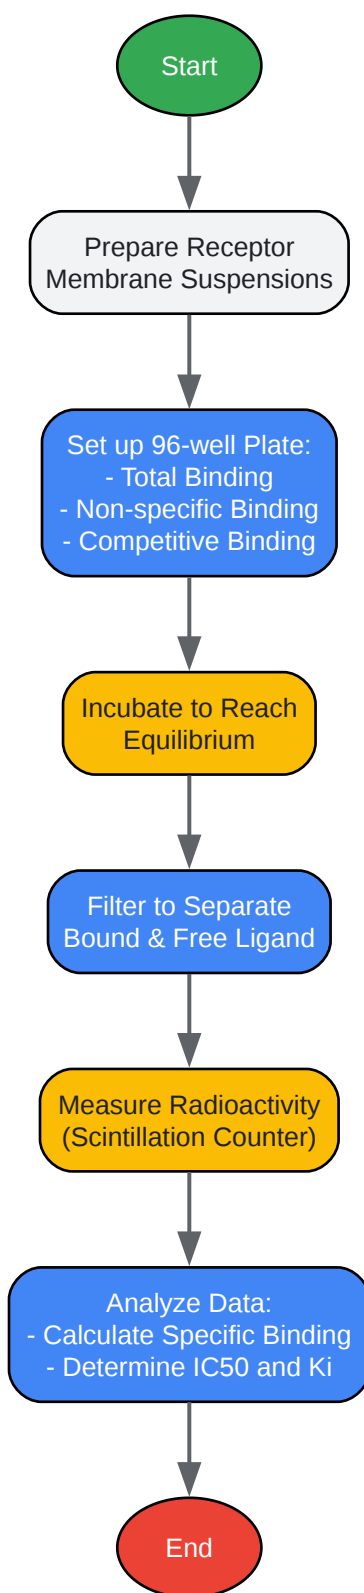 Start
Prepare Receptor
Membrane Suspensions
Set up 96-well Plate:
- Total Binding
- Non-specific Binding
- Competitive Binding
Incubate to Reach
Equilibrium
Filter to Separate
Bound & Free Ligand
Measure Radioactivity
(Scintillation Counter)
Analyze Data:
- Calculate Specific Binding
- Determine IC50 and Ki
End